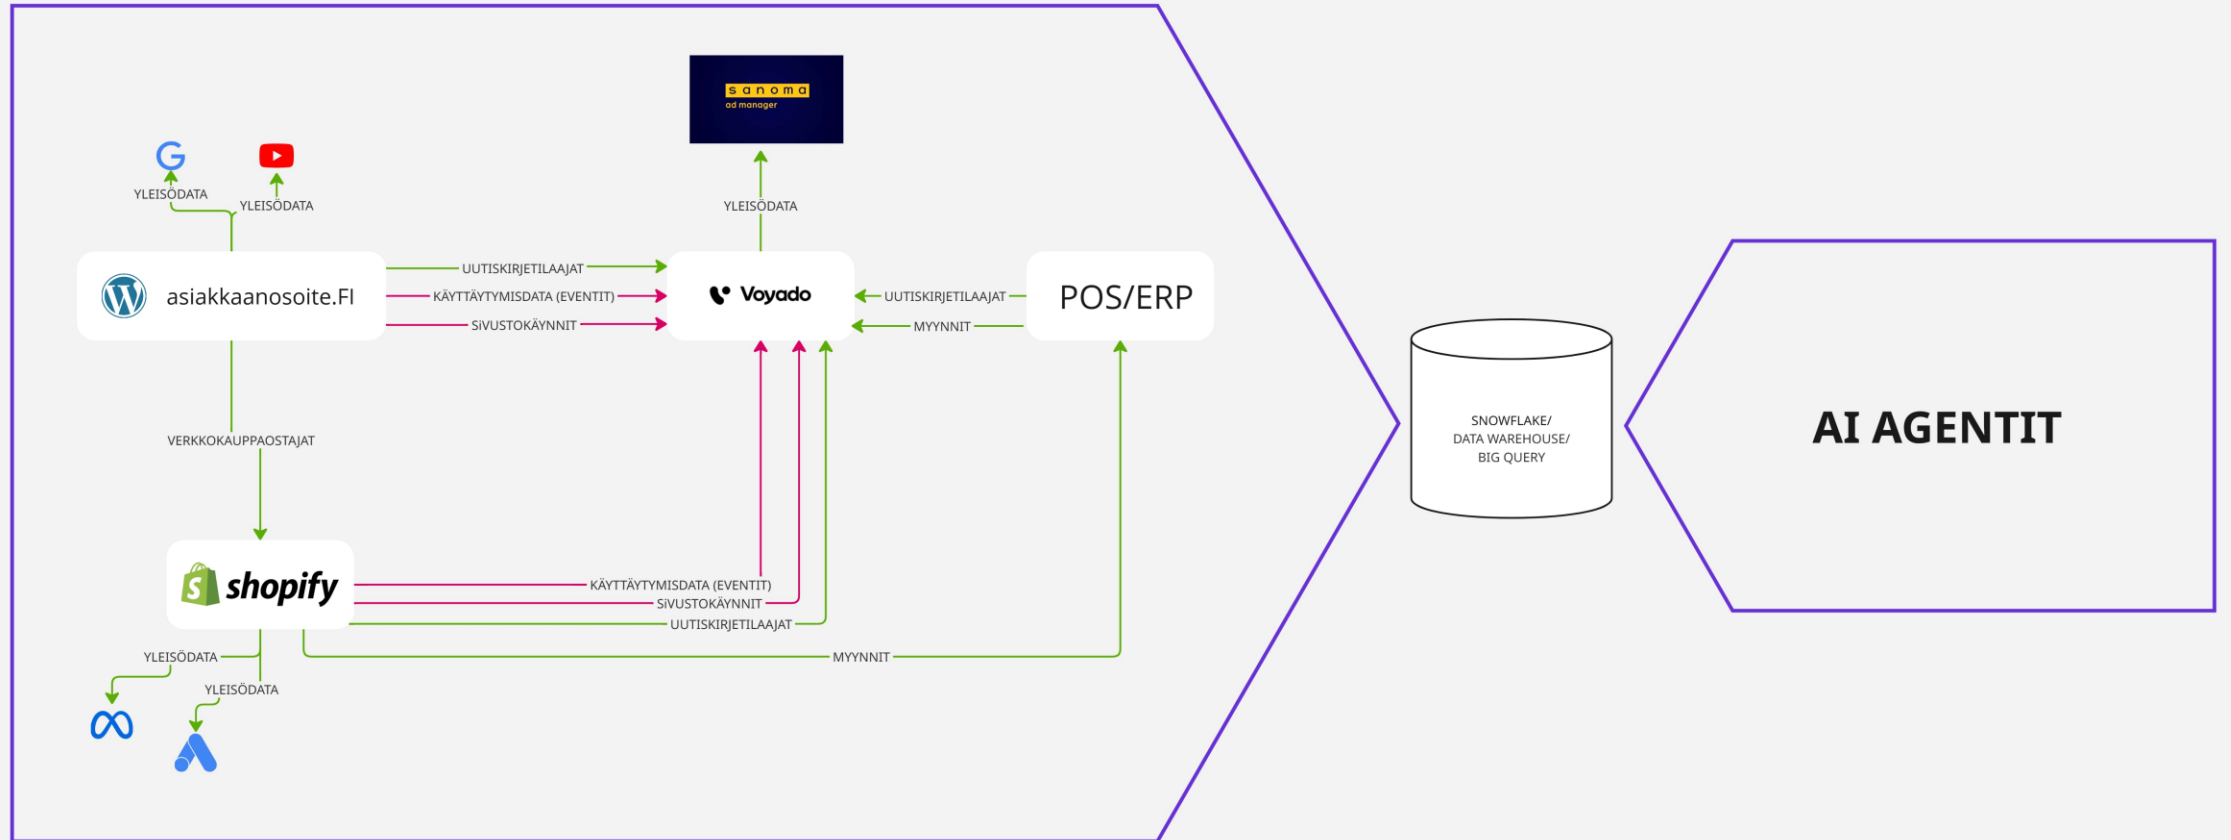 sanoma
ad manager
YLEISÖDATA
YLEISÖDATA
YLEISÖDATA
asiakkaanosoite.FI
UUTISKIRJETILAAJAT
KÄYTTÄYTYMISDATA (EVENTIT)
SiVUSTOKÄYNNIT
Voyado
UUTISKIRJETILAAJAT
MYYNNIT
POS/ERP
VERKKOKAUPPAOSTAJAT
shopify
KÄYTTÄYTYMISDATA (EVENTIT)
SiVUSTOKÄYNNIT
UUTISKIRJETILAAJAT
MYYNNIT
YLEISÖDATA
YLEISÖDATA
SNOWFLAKE/
DATA WAREHOUSE/
BIG QUERY
AI AGENTIT